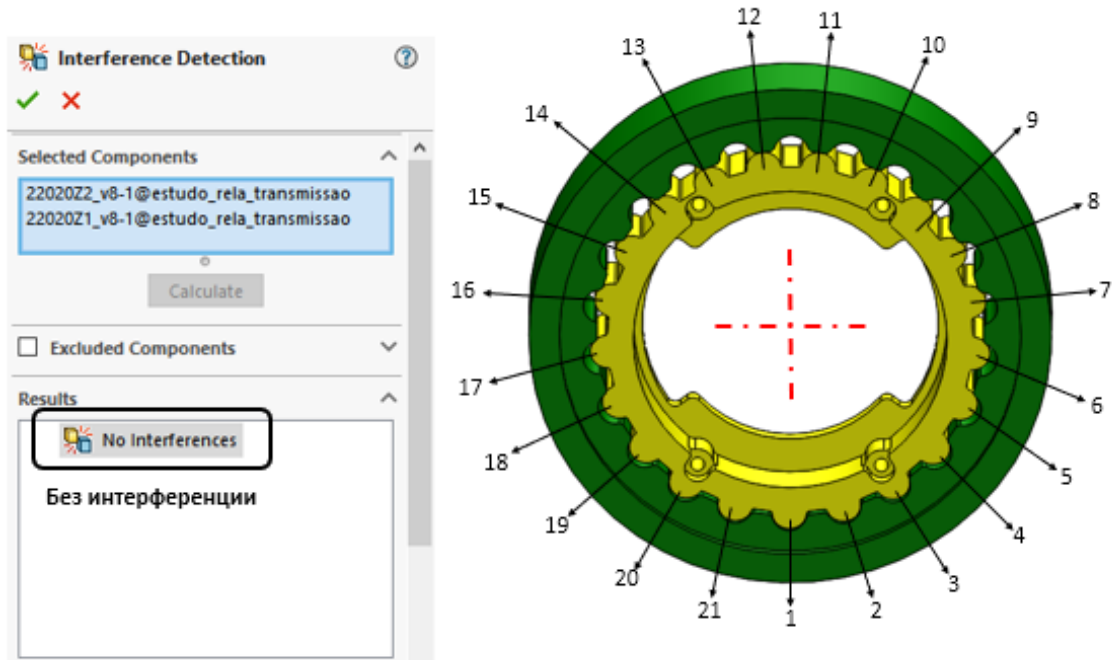 Interference Detection
Selected Components
22020Z2_v8-1@estudo_rela_transmissao
22020Z1_v8-1@estudo_rela_transmissao
Calculate
Excluded Components
Results
No Interferences
Без интерференции
12
11
13
10
14
9
15
8
16
7
17
6
18
5
19
4
20
3
21
2
1